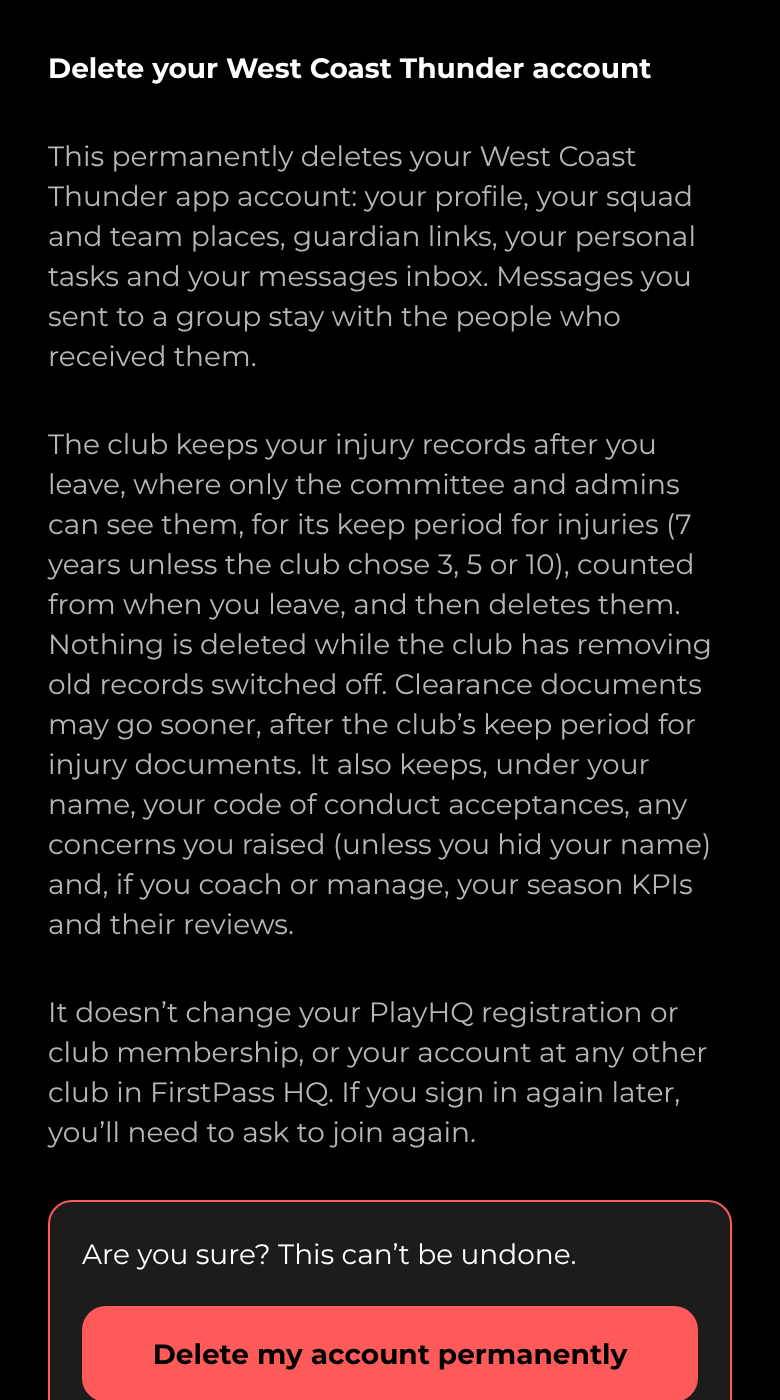 Delete your West Coast Thunder account
This permanently deletes your West Coast
Thunder app account: your profile, your squad
and team places, guardian links, your personal
tasks and your messages inbox. Messages you
sent to a group stay with the people who
received them.
The club keeps your injury records after you
leave, where only the committee and admins
can see them, for its keep period for injuries (7
years unless the club chose 3, 5 or 10), counted
from when you leave, and then deletes them.
Nothing is deleted while the club has removing
old records switched off. Clearance documents
may go sooner, after the club’s keep period for
injury documents. It also keeps, under your
name, your code of conduct acceptances, any
concerns you raised (unless you hid your name)
and, if you coach or manage, your season KPIs
and their reviews.
It doesn’t change your PlayHQ registration or
club membership, or your account at any other
club in FirstPass HQ. If you sign in again later,
you’ll need to ask to join again.
Are you sure? This can’t be undone.
Delete my account permanently